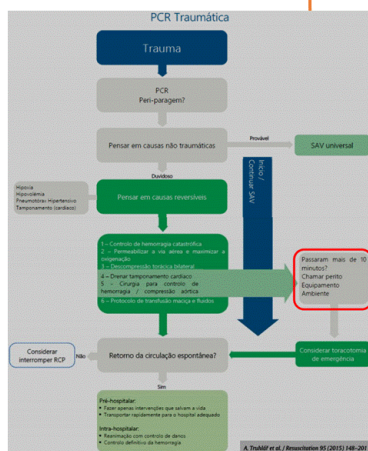 PCR Traumática
Trauma
PCR
Peri-paragem?
Pensar em causas não traumáticas
Provável
SAV universal
Duvidoso
Hipoxia
Hipovolémia
Pneumotórax Hipertensivo
Tamponamento (cardíaco)
Pensar em causas reversíveis
Início /
Continuar SAV
1 – Controlo de hemorragia catastrófica
2 – Permeabilizar a via aérea e maximizar a
oxigenação
3 – Descompressão torácica bilateral
4 – Drenar tamponamento cardíaco
5 – Cirurgia para controlo de
hemorragia / compressão aórtica
6 – Protocolo de transfusão maciça e fluidos
Passaram mais de 10
minutos?
Chamar perito
Equipamento
Ambiente
Considerar
interromper RCP
Não
Retorno da circulação espontânea?
Considerar toracotomia
de emergência
Sim
Pré-hospitalar:
• Fazer apenas intervenções que salvam a vida
• Transportar rapidamente para o hospital adequado
Intra-hospitalar:
• Reanimação com controlo de danos
• Controlo definitivo da hemorragia
A. Truhlář et al. / Resuscitation 95 (2015) 148–201